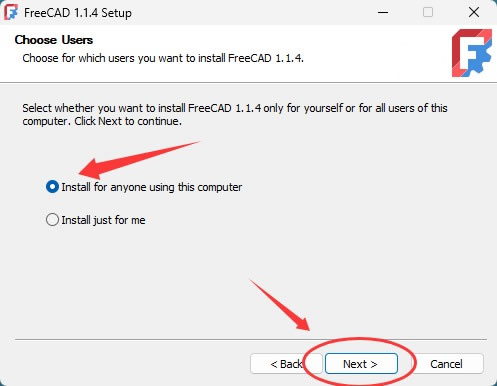 FreeCAD 1.1.4 Setup
Choose Users
Choose for which users you want to install FreeCAD 1.1.4.
Select whether you want to install FreeCAD 1.1.4 only for yourself or for all users of this
computer. Click Next to continue.
Install for anyone using this computer
Install just for me
< Back
Next >
Cancel